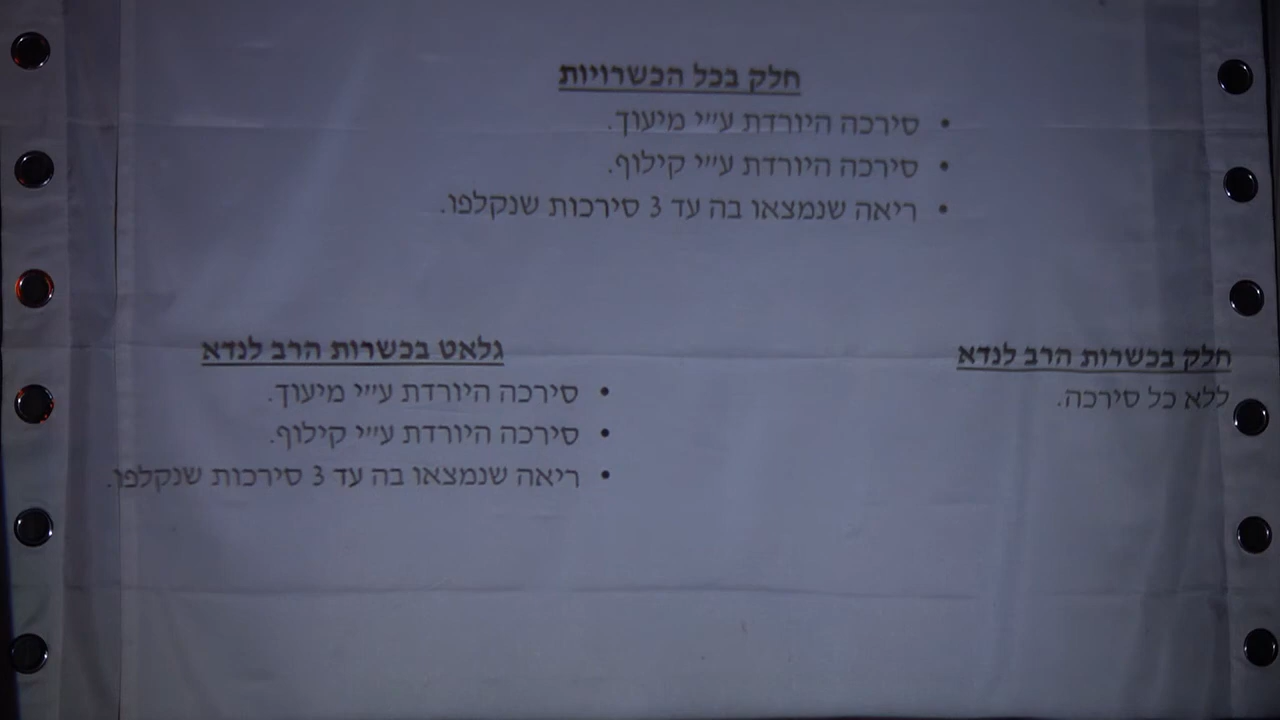 חלק בכל הכשרויות
• סירכה היורדת ע״י מיעוך.
• סירכה היורדת ע״י קילוף.
• ריאה שנמצאו בה עד 3 סירכות שנקלפו.
חלק בכשרות הרב לנדא
ללא כל סירכה.
גלאט בכשרות הרב לנדא
• סירכה היורדת ע״י מיעוך.
• סירכה היורדת ע״י קילוף.
• ריאה שנמצאו בה עד 3 סירכות שנקלפו.